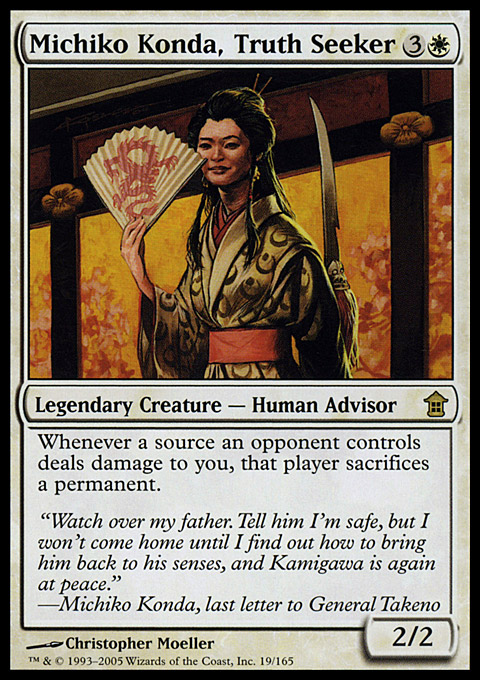 Michiko Konda, Truth Seeker 3
Legendary Creature — Human Advisor
Whenever a source an opponent controls
deals damage to you, that player sacrifices
a permanent.
“Watch over my father. Tell him I’m safe, but I
won’t come home until I find out how to bring
him back to his senses, and Kamigawa is again
at peace.”
—Michiko Konda, last letter to General Takeno
Christopher Moeller
2/2
™ & © 1993–2005 Wizards of the Coast, Inc. 19/165